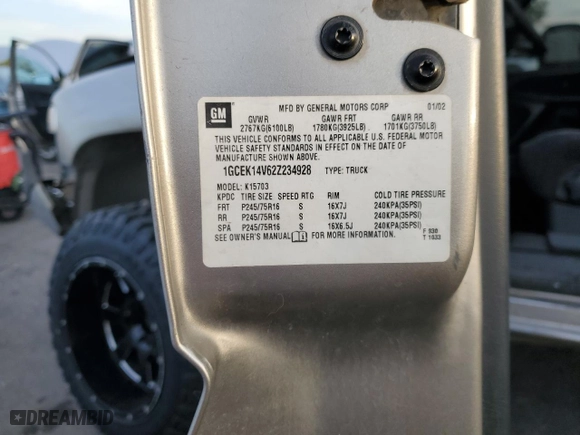 GM
MFD BY GENERAL MOTORS CORP 01/02
GVWR GAWR FRT GAWR RR
2767KG(6100LB) 1780KG(3925LB) 1701KG(3750LB)
THIS VEHICLE CONFORMS TO ALL APPLICABLE U.S. FEDERAL MOTOR
VEHICLE SAFETY STANDARDS IN EFFECT ON THE DATE OF
MANUFACTURE SHOWN ABOVE.
1GCEK14V62Z234928 TYPE: TRUCK
MODEL: K15703
KPDC TIRE SIZE SPEED RTG RIM COLD TIRE PRESSURE
FRT P245/75R16 S 16X7J 240KPA(35PSI)
RR P245/75R16 S 16X7J 240KPA(35PSI)
SPA P245/75R16 S 16X6.5J 240KPA(35PSI)
SEE OWNER'S MANUAL FOR MORE INFORMATION.
T 1033
DREAMBID